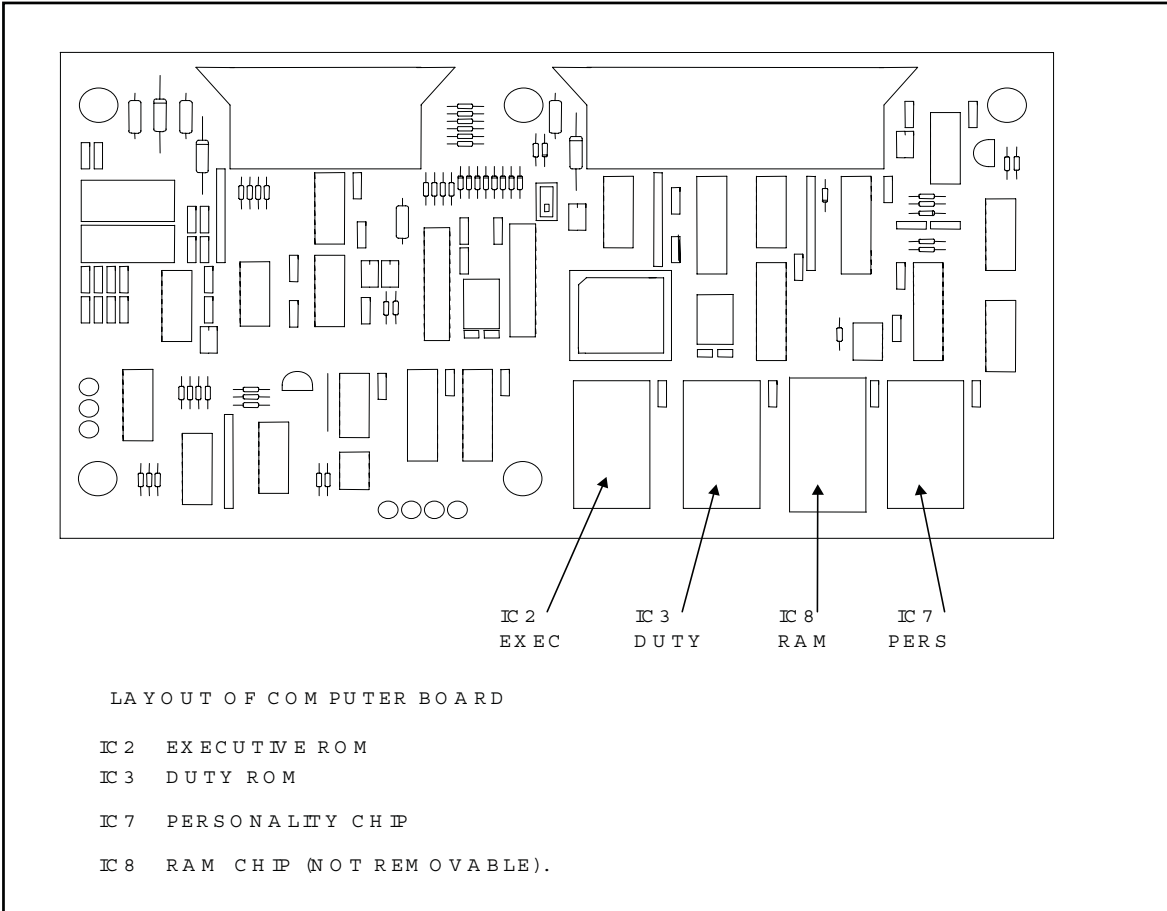 IC2 IC3 IC8 IC7
EXEC DUTY RAM PERS
LAYOUT OF COMPUTER BOARD
IC2 EXECUTIVE ROM
IC3 DUTY ROM
IC7 PERSONALITY CHIP
IC8 RAM CHIP (NOT REMOVABLE).